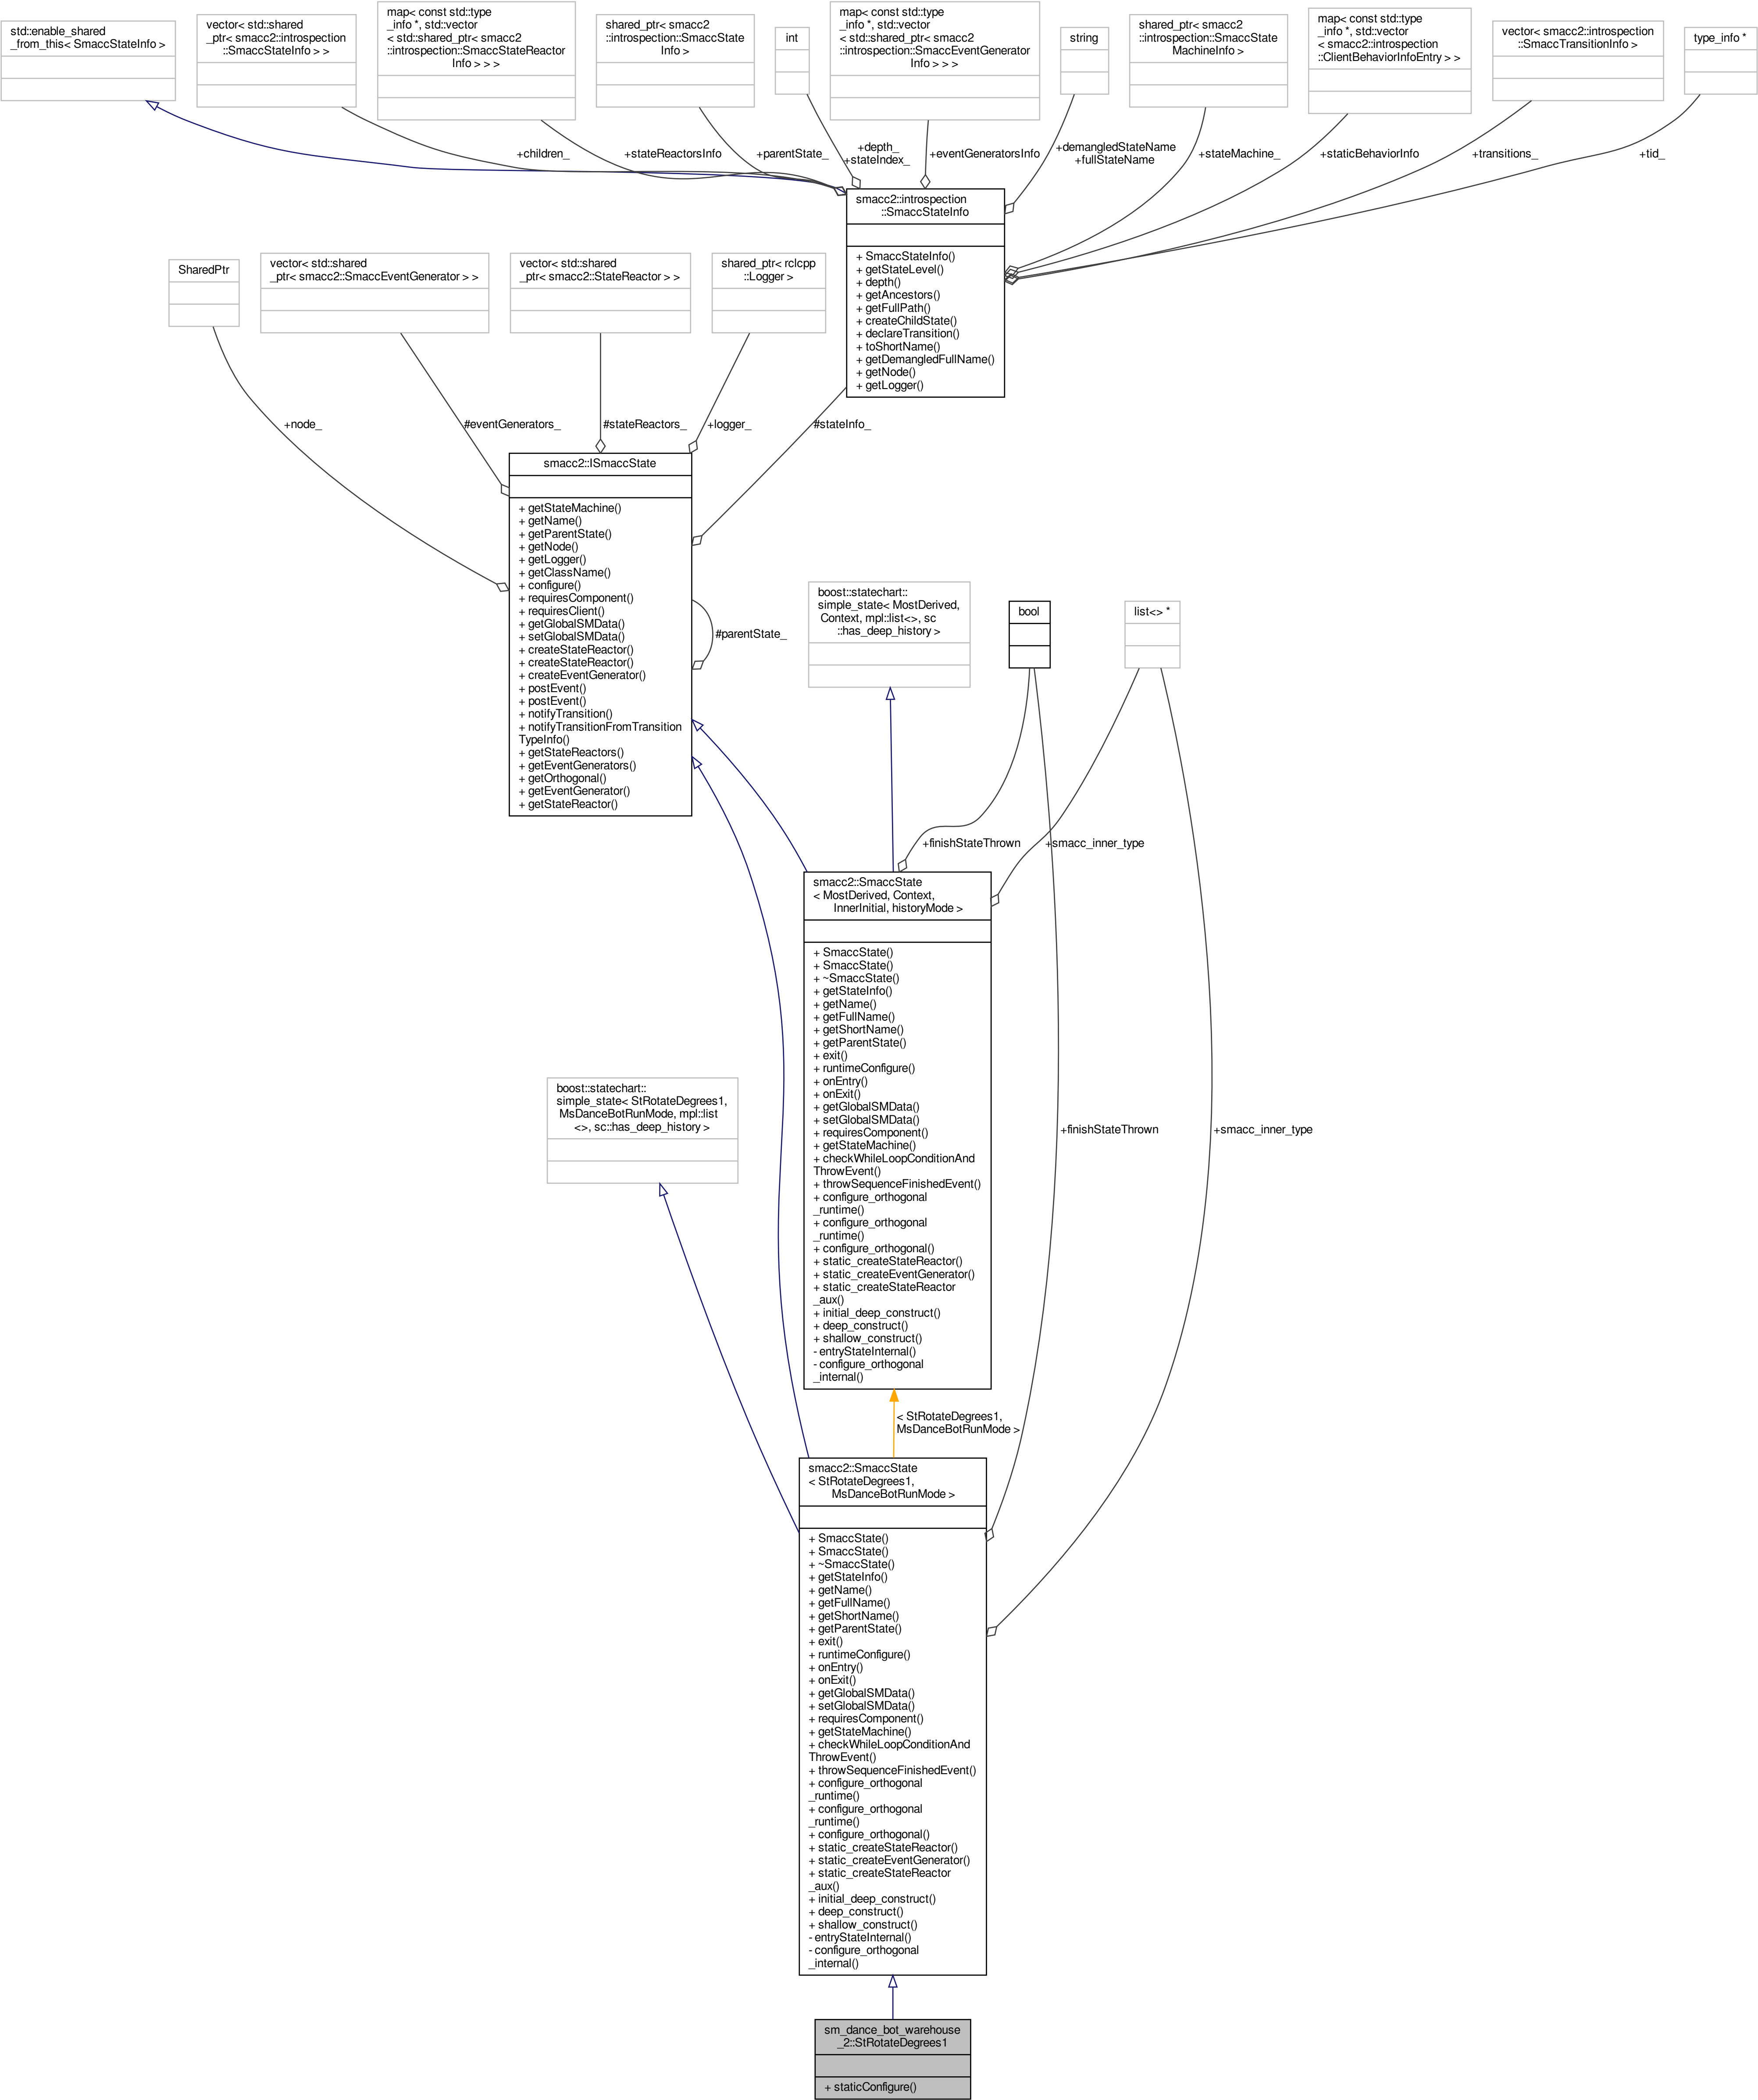 std::enable_shared
_from_this< SmaccStateInfo >
vector< std::shared
_ptr< smacc2::introspection
::SmaccStateInfo > >
map< const std::type
_info *, std::vector
< std::shared_ptr< smacc2
::introspection::SmaccStateReactor
Info > > >
shared_ptr< smacc2
::introspection::SmaccState
Info >
int
map< const std::type
_info *, std::vector
< std::shared_ptr< smacc2
::introspection::SmaccEventGenerator
Info > > >
string
shared_ptr< smacc2
::introspection::SmaccState
MachineInfo >
map< const std::type
_info *, std::vector
< smacc2::introspection
::ClientBehaviorInfoEntry > >
vector< smacc2::introspection
::SmaccTransitionInfo >
type_info *
+children_
+stateReactorsInfo
+parentState_
+depth_
+stateIndex_
+eventGeneratorsInfo
+demangledStateName
+fullStateName
+stateMachine_
+staticBehaviorInfo
+transitions_
+tid_
smacc2::introspection
::SmaccStateInfo
+ SmaccStateInfo()
+ getStateLevel()
+ depth()
+ getAncestors()
+ getFullPath()
+ createChildState()
+ declareTransition()
+ toShortName()
+ getDemangledFullName()
+ getNode()
+ getLogger()
SharedPtr
vector< std::shared
_ptr< smacc2::SmaccEventGenerator > >
vector< std::shared
_ptr< smacc2::StateReactor > >
shared_ptr< rclcpp
::Logger >
+node_
#eventGenerators_
#stateReactors_
+logger_
#stateInfo_
smacc2::ISmaccState
+ getStateMachine()
+ getName()
+ getParentState()
+ getNode()
+ getLogger()
+ getClassName()
+ configure()
+ requiresComponent()
+ requiresClient()
+ getGlobalSMData()
+ setGlobalSMData()
+ createStateReactor()
+ createStateReactor()
+ createEventGenerator()
+ postEvent()
+ postEvent()
+ notifyTransition()
+ notifyTransitionFromTransition
TypeInfo()
+ getStateReactors()
+ getEventGenerators()
+ getOrthogonal()
+ getEventGenerator()
+ getStateReactor()
#parentState_
boost::statechart::
simple_state< MostDerived,
Context, mpl::list<>, sc
::has_deep_history >
bool
list<> *
+finishStateThrown
+smacc_inner_type
smacc2::SmaccState
< MostDerived, Context,
InnerInitial, historyMode >
+ SmaccState()
+ SmaccState()
+ ~SmaccState()
+ getStateInfo()
+ getName()
+ getFullName()
+ getShortName()
+ getParentState()
+ exit()
+ runtimeConfigure()
+ onEntry()
+ onExit()
+ getGlobalSMData()
+ setGlobalSMData()
+ requiresComponent()
+ getStateMachine()
+ checkWhileLoopConditionAnd
ThrowEvent()
+ throwSequenceFinishedEvent()
+ configure_orthogonal
_runtime()
+ configure_orthogonal
_runtime()
+ configure_orthogonal()
+ static_createStateReactor()
+ static_createEventGenerator()
+ static_createStateReactor
_aux()
+ initial_deep_construct()
+ deep_construct()
+ shallow_construct()
- entryStateInternal()
- configure_orthogonal
_internal()
boost::statechart::
simple_state< StRotateDegrees1,
MsDanceBotRunMode, mpl::list
<>, sc::has_deep_history >
+finishStateThrown
+smacc_inner_type
< StRotateDegrees1,
MsDanceBotRunMode >
smacc2::SmaccState
< StRotateDegrees1,
MsDanceBotRunMode >
+ SmaccState()
+ SmaccState()
+ ~SmaccState()
+ getStateInfo()
+ getName()
+ getFullName()
+ getShortName()
+ getParentState()
+ exit()
+ runtimeConfigure()
+ onEntry()
+ onExit()
+ getGlobalSMData()
+ setGlobalSMData()
+ requiresComponent()
+ getStateMachine()
+ checkWhileLoopConditionAnd
ThrowEvent()
+ throwSequenceFinishedEvent()
+ configure_orthogonal
_runtime()
+ configure_orthogonal
_runtime()
+ configure_orthogonal()
+ static_createStateReactor()
+ static_createEventGenerator()
+ static_createStateReactor
_aux()
+ initial_deep_construct()
+ deep_construct()
+ shallow_construct()
- entryStateInternal()
- configure_orthogonal
_internal()
sm_dance_bot_warehouse
_2::StRotateDegrees1
+ staticConfigure()